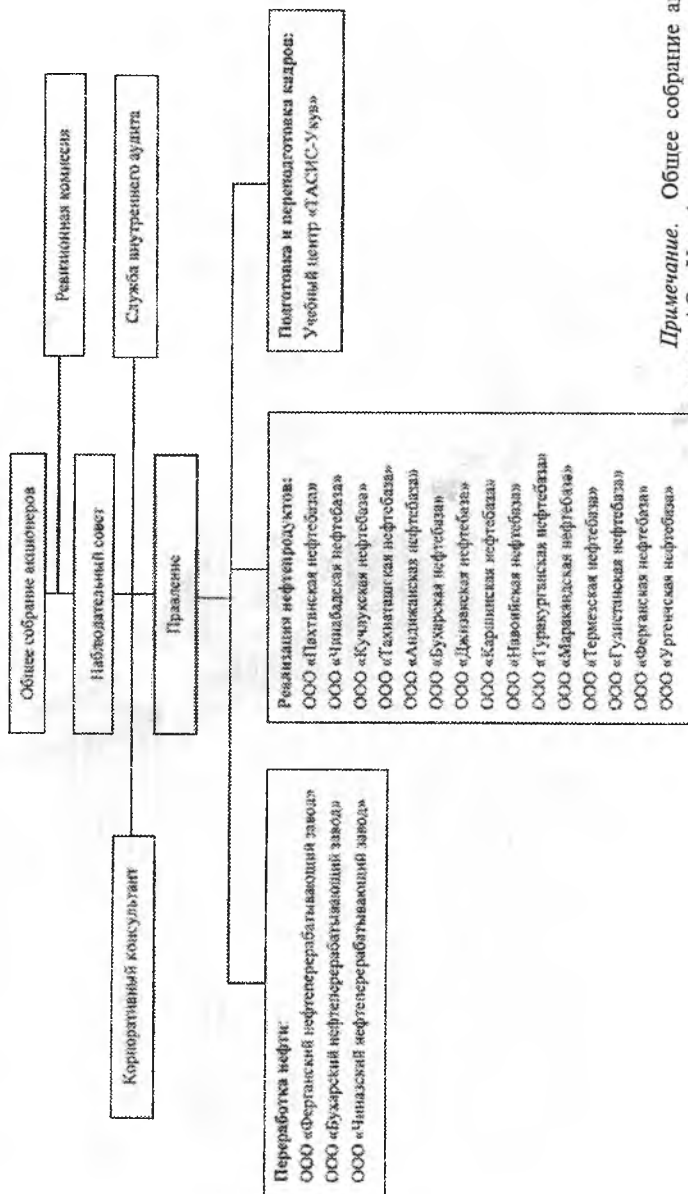 Общее собрание акционеров
Ревизионная комиссия
Наблюдательный совет
Корпоративный консультант
Служба внутреннего аудита
Правление
Переработка нефти:
ООО «Ферганский нефтеперерабатывающий завод»
ООО «Бухарский нефтеперерабатывающий завод»
ООО «Чиназский нефтеперерабатывающий завод»
Реализация нефтепродуктов:
ООО «Пахтинская нефтебаза»
ООО «Чинабадская нефтебаза»
ООО «Кучлукская нефтебаза»
ООО «Тахиаташская нефтебаза»
ООО «Андижанская нефтебаза»
ООО «Бухарская нефтебаза»
ООО «Джизакская нефтебаза»
ООО «Каршинская нефтебаза»
ООО «Навоийская нефтебаза»
ООО «Туракурганская нефтебаза»
ООО «Маракандская нефтебаза»
ООО «Термезская нефтебаза»
ООО «Гулистанская нефтебаза»
ООО «Ферганская нефтебаза»
ООО «Ургенчская нефтебаза»
Подготовка и переподготовка кадров:
Учебный центр «ТАСИС-Укув»
Примечание. Общее собрание